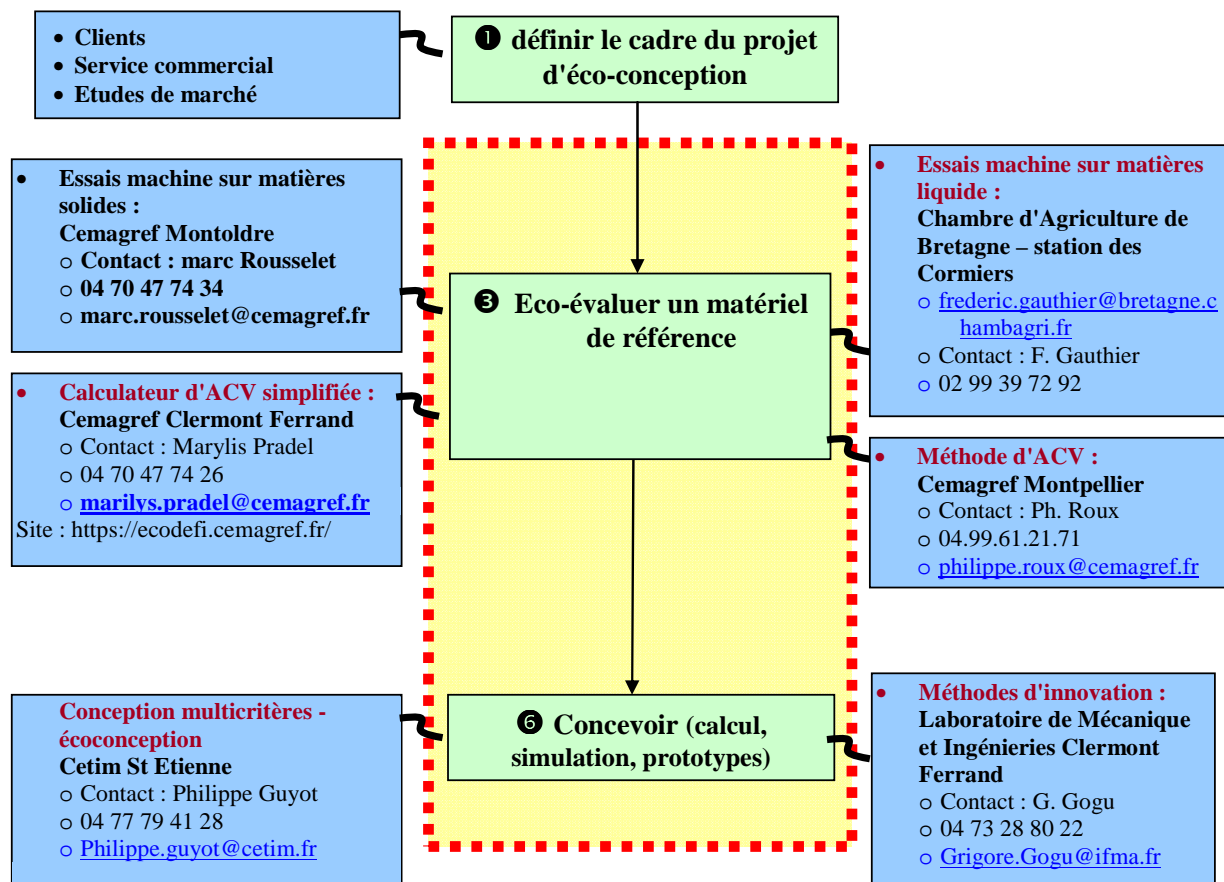 • Clients
• Service commercial
• Etudes de marché
❶ définir le cadre du projet
d'éco-conception
• Essais machine sur matières
solides :
Cemagref Montoldre
o Contact : marc Rousselet
o 04 70 47 74 34
o marc.rousselet@cemagref.fr
• Essais machine sur matières
liquide :
Chambre d'Agriculture de
Bretagne – station des
Cormiers
o frederic.gauthier@bretagne.c
hambagri.fr
o Contact : F. Gauthier
o 02 99 39 72 92
❸ Eco-évaluer un matériel
de référence
• Calculateur d'ACV simplifiée :
Cemagref Clermont Ferrand
o Contact : Marylis Pradel
o 04 70 47 74 26
o marilys.pradel@cemagref.fr
Site : https://ecodefi.cemagref.fr/
• Méthode d'ACV :
Cemagref Montpellier
o Contact : Ph. Roux
o 04.99.61.21.71
o philippe.roux@cemagref.fr
Conception multicritères -
écoconception
Cetim St Etienne
o Contact : Philippe Guyot
o 04 77 79 41 28
o Philippe.guyot@cetim.fr
❻ Concevoir (calcul,
simulation, prototypes)
• Méthodes d'innovation :
Laboratoire de Mécanique
et Ingénieries Clermont
Ferrand
o Contact : G. Gogu
o 04 73 28 80 22
o Grigore.Gogu@ifma.fr